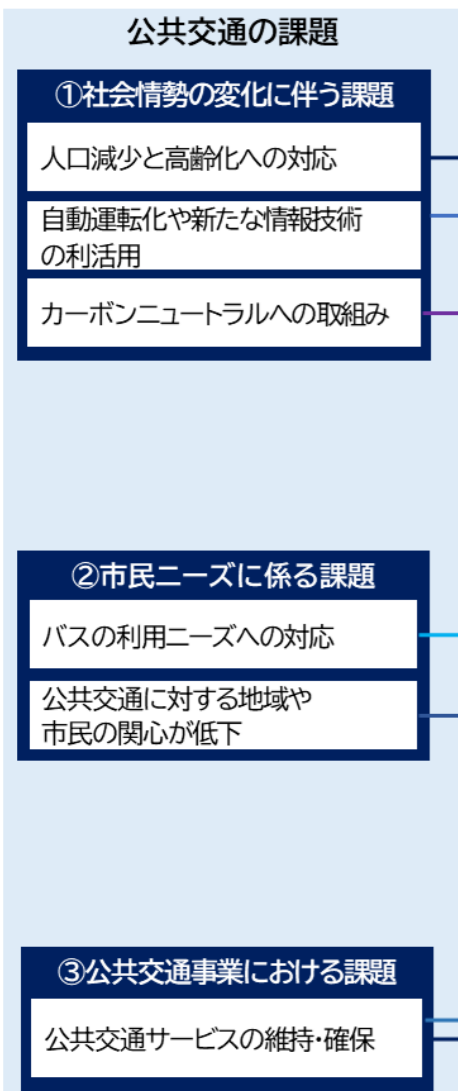 公共交通の課題
①社会情勢の変化に伴う課題
人口減少と高齢化への対応
自動運転化や新たな情報技術
の利活用
カーボンニュートラルへの取組み
②市民ニーズに係る課題
バスの利用ニーズへの対応
公共交通に対する地域や
市民の関心が低下
③公共交通事業における課題
公共交通サービスの維持・確保